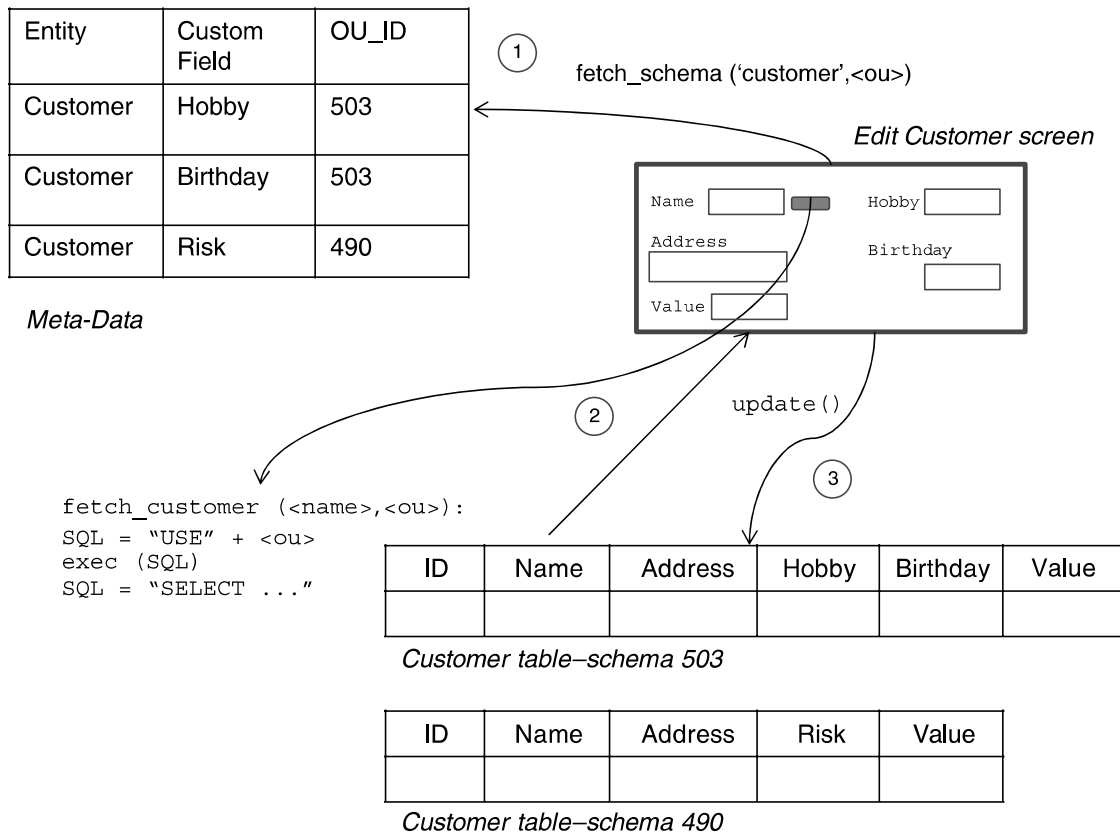 Entity Custom Field OU_ID
Customer Hobby 503
Customer Birthday 503
Customer Risk 490
Meta-Data
1
fetch_schema (‘customer’,<ou>)
Edit Customer screen
Name Hobby
Address Birthday
Value
2
update()
3
fetch_customer (<name>,<ou>):
SQL = “USE” + <ou>
exec (SQL)
SQL = “SELECT ...”
ID Name Address Hobby Birthday Value
Customer table–schema 503
ID Name Address Risk Value
Customer table–schema 490